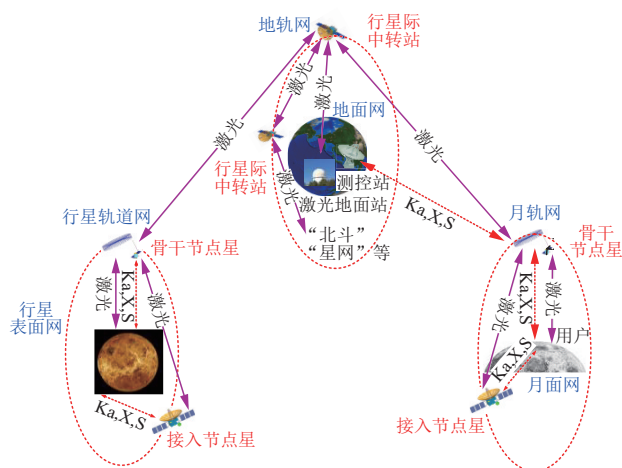 地轨网
行星际
中转站
激光
激光
地面网
激光
激光
行星际
中转站
测控站
激光地面站
激光
Ka,X,S
“北斗”
“星网”等
行星轨道网
骨干节点星
月轨网
骨干
节点星
行星
表面网
激光
Ka,X,S
激光
激光
Ka,X,S
激光
用户
Ka,X,S
月面网
Ka,X,S
接入节点星
接入节点星